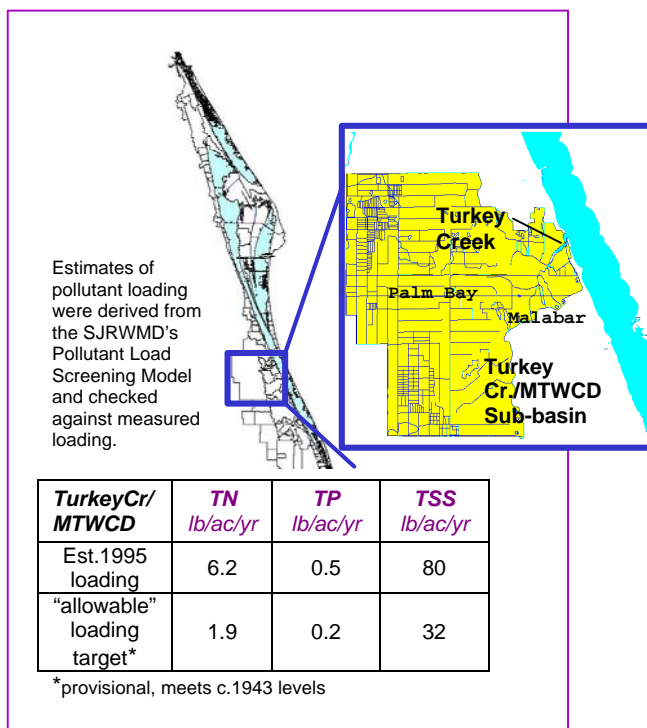 Turkey
Creek
Palm Bay
Malabar
Turkey
Cr./MTWCD
Sub-basin
Estimates of
pollutant loading
were derived from
the SJRWMD's
Pollutant Load
Screening Model
and checked
against measured
loading.
TurkeyCr/ TN TP TSS
MTWCD lb/ac/yr lb/ac/yr lb/ac/yr
Est.1995
loading 6.2 0.5 80
“allowable”
loading 1.9 0.2 32
target*
*provisional, meets c.1943 levels